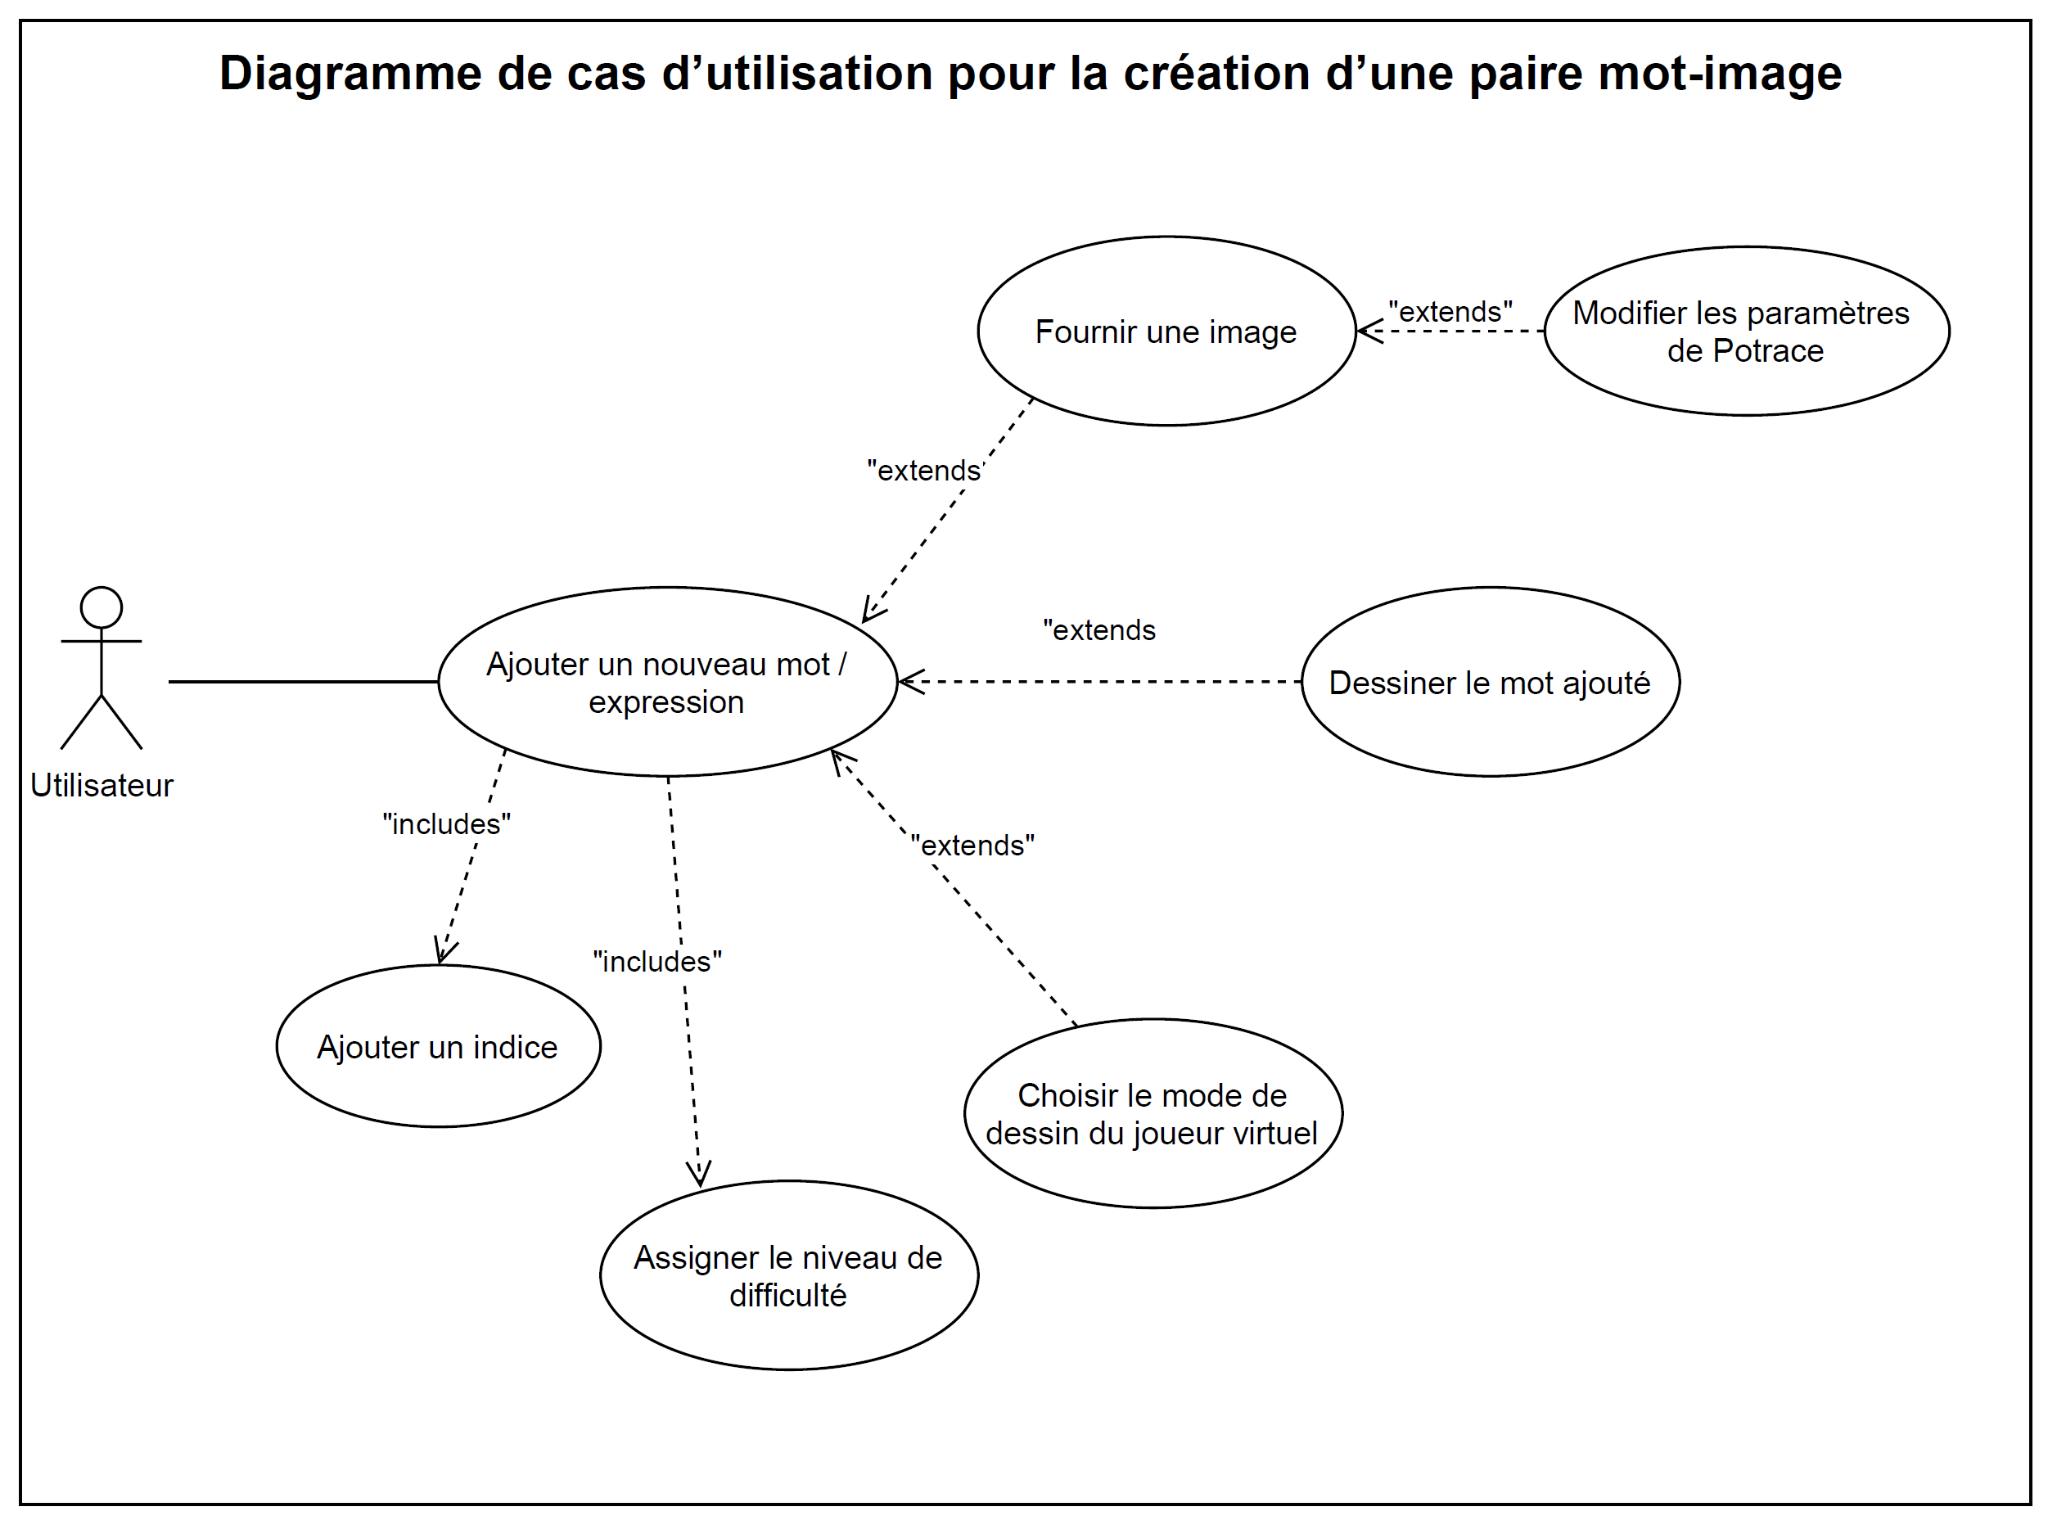 Diagramme de cas d’utilisation pour la création d’une paire mot-image
Fournir une image
"extends"
Modifier les paramètres
de Potrace
"extends
Utilisateur
Ajouter un nouveau mot /
expression
"extends
Dessiner le mot ajouté
"includes"
"includes"
"extends"
Ajouter un indice
Choisir le mode de
dessin du joueur virtuel
Assigner le niveau de
difficulté